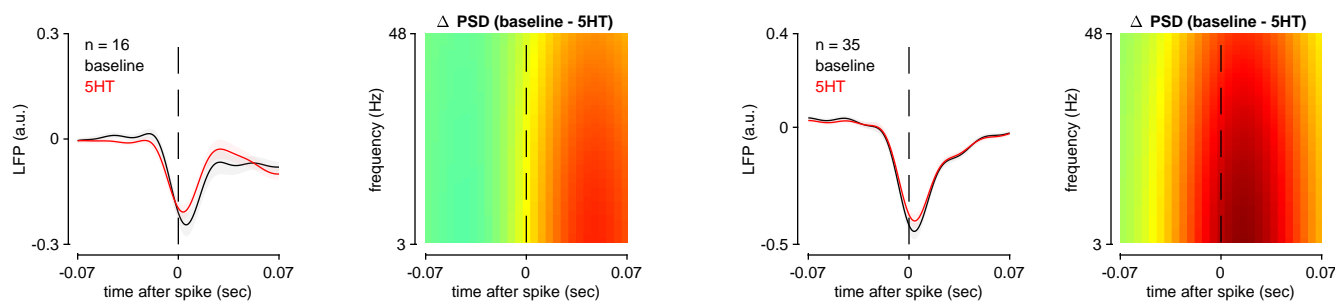 0.3
n = 16
baseline
5HT
LFP (a.u.)
0
-0.3
-0.07
0
0.07
time after spike (sec)
Δ PSD (baseline - 5HT)
48
frequency (Hz)
3
-0.07
0
0.07
time after spike (sec)
0.4
n = 35
baseline
5HT
LFP (a.u.)
0
-0.5
-0.07
0
0.07
time after spike (sec)
Δ PSD (baseline - 5HT)
48
frequency (Hz)
3
-0.07
0
0.07
time after spike (sec)